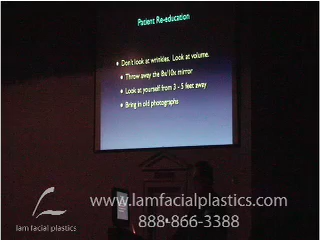 Patient Re-education
• Don't look at wrinkles. Look at volume.
• Throw away the 8x/10x mirror
• Look at yourself from 3 - 5 feet away
• Bring in old photographs
www.lamfacialplastics.com
888•866-3388
lam facial plastics